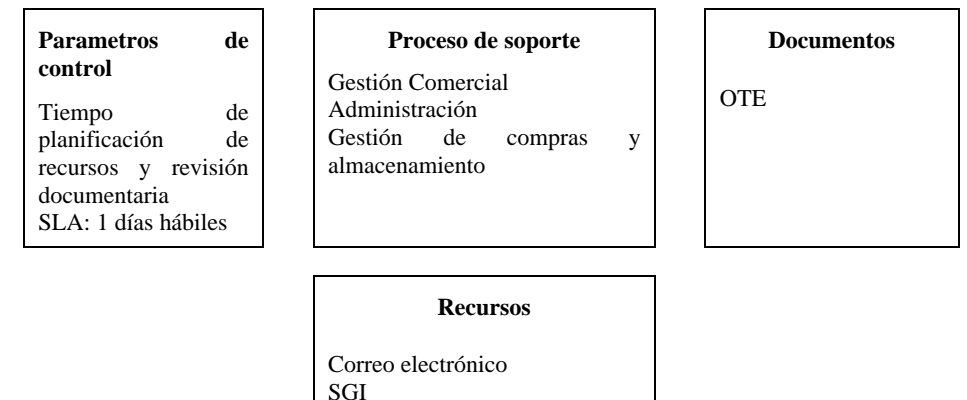 Parametros de
control
Tiempo de
planificación de
recursos y revisión
documentaria
SLA: 1 días hábiles
Proceso de soporte
Gestión Comercial
Administración
Gestión de compras y
almacenamiento
Documentos
OTE
Recursos
Correo electrónico
SGI